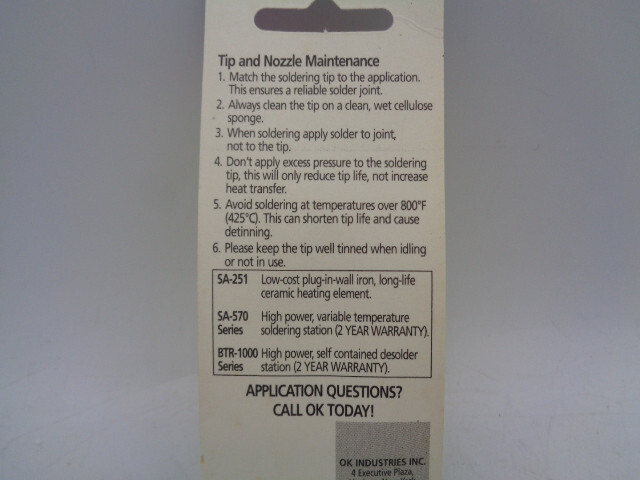 Tip and Nozzle Maintenance
1. Match the soldering tip to the application.
This ensures a reliable solder joint.
2. Always clean the tip on a clean, wet cellulose
sponge.
3. When soldering apply solder to joint,
not to the tip.
4. Don't apply excess pressure to the soldering
tip, this will only reduce tip life, not increase
heat transfer.
5. Avoid soldering at temperatures over 800°F
(425°C). This can shorten tip life and cause
detinning.
6. Please keep the tip well tinned when idling
or not in use.
SA-251 Low-cost plug-in-wall iron, long-life
ceramic heating element.
SA-570 High power, variable temperature
Series soldering station (2 YEAR WARRANTY).
BTR-1000 High power, self contained desolder
Series station (2 YEAR WARRANTY).
APPLICATION QUESTIONS?
CALL OK TODAY!
OK INDUSTRIES INC.
4 Executive Plaza,